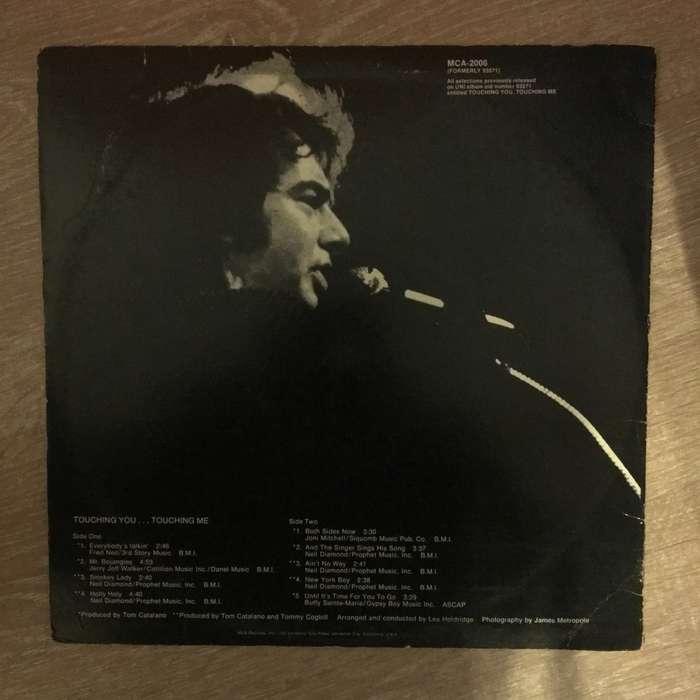 MCA-2006
(FORMERLY 93071)
All selections previously released
on UNI album old number 93071
entitled TOUCHING YOU, TOUCHING ME
TOUCHING YOU . . . TOUCHING ME
Side One
*1. Everybody's talkin' 2:46
Fred Neil/3rd Story Music B.M.I.
*2. Mr. Bojangles 4:53
Jerry Jeff Walker/Cotillion Music Inc./Danel Music B.M.I.
**3. Smokey Lady 2:40
Neil Diamond/Prophet Music, Inc. B.M.I.
**4. Holly Holy 4:40
Neil Diamond/Prophet Music, Inc. B.M.I.
Side Two
*1. Both Sides Now 3:30
Joni Mitchell/Siquomb Music Pub. Co. B.M.I.
*2. And The Singer Sings His Song 3:37
Neil Diamond/Prophet Music, Inc. B.M.I.
**3. Ain't No Way 2:41
Neil Diamond/Prophet Music, Inc. B.M.I.
**4. New York Boy 2:38
Neil Diamond/Prophet Music, Inc. B.M.I.
*5. Until It's Time For You To Go 3:29
Buffy Sainte-Marie/Gypsy Boy Music Inc. ASCAP
*Produced by Tom Catalano **Produced by Tom Catalano and Tommy Cogbill Arranged and conducted by Lee Holdridge Photography by James Metropole